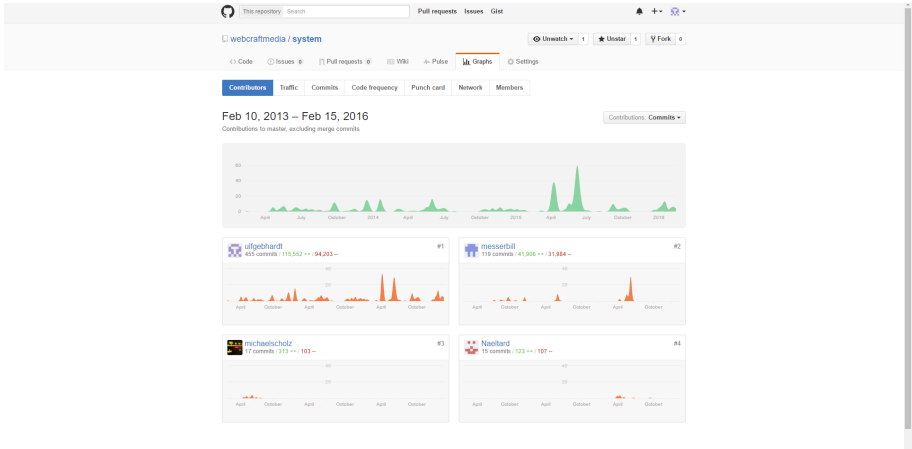 This repository Search Pull requests Issues Gist
webcraftmedia / system Unwatch 1 Unstar 1 Fork 0
Code Issues 0 Pull requests 0 Wiki Pulse Graphs Settings
Contributors Traffic Commits Code frequency Punch card Network Members
Feb 10, 2013 – Feb 15, 2016 Contributions: Commits
Contributions to master, excluding merge commits
60
40
20
0
April July October 2014 April July October 2015 April July October 2016
ulfgebhardt #1
455 commits / 115,552 ++ / 94,203 --
40
20
April October April October April October
messerbill #2
119 commits / 41,906 ++ / 31,984 --
40
20
April October April October April October
michaelscholz #3
17 commits / 313 ++ / 103 --
40
20
April October April October April October
Naeltard #4
15 commits / 123 ++ / 107 --
40
20
April October April October April October